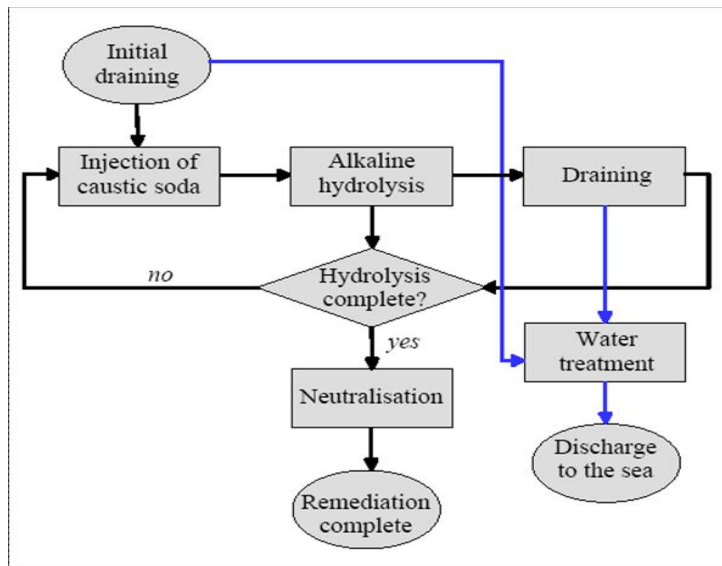 Initial
draining
Injection of
caustic soda
Alkaline
hydrolysis
Draining
no
Hydrolysis
complete?
yes
Water
treatment
Neutralisation
Discharge
to the sea
Remediation
complete